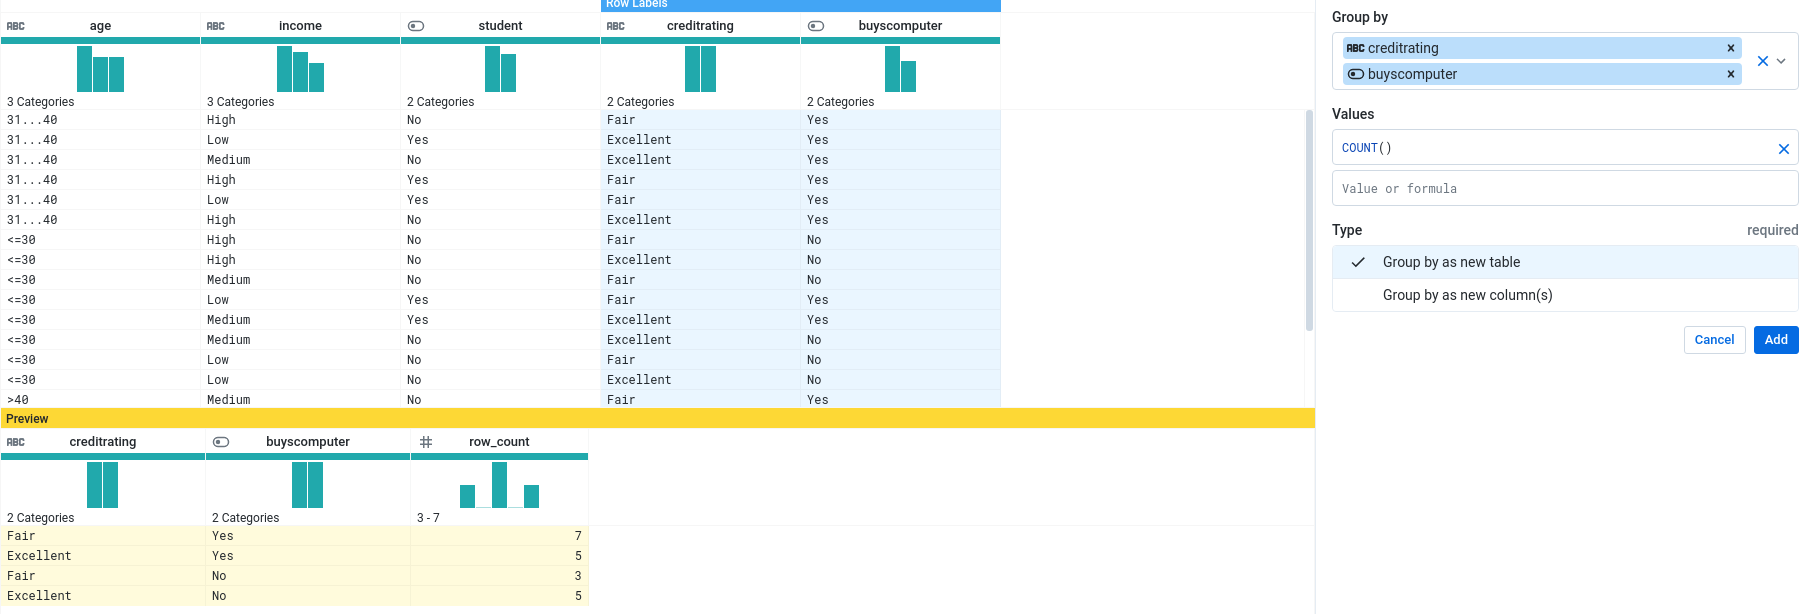 Row Labels
ABC age ABC income student ABC creditrating buyscomputer
3 Categories 3 Categories 2 Categories 2 Categories 2 Categories
31...40 High No Fair Yes
31...40 Low Yes Excellent Yes
31...40 Medium No Excellent Yes
31...40 High Yes Fair Yes
31...40 Low Yes Fair Yes
31...40 High No Excellent Yes
<=30 High No Fair No
<=30 High No Excellent No
<=30 Medium No Fair No
<=30 Low Yes Fair Yes
<=30 Medium Yes Excellent Yes
<=30 Medium No Excellent No
<=30 Low No Fair No
<=30 Low No Excellent No
>40 Medium No Fair Yes
Preview
ABC creditrating buyscomputer # row_count
2 Categories 2 Categories 3 - 7
Fair Yes 7
Excellent Yes 5
Fair No 3
Excellent No 5
Group by
ABC creditrating ×
buyscomputer ×
Values
COUNT()
Value or formula
Type required
Group by as new table
Group by as new column(s)
Cancel Add